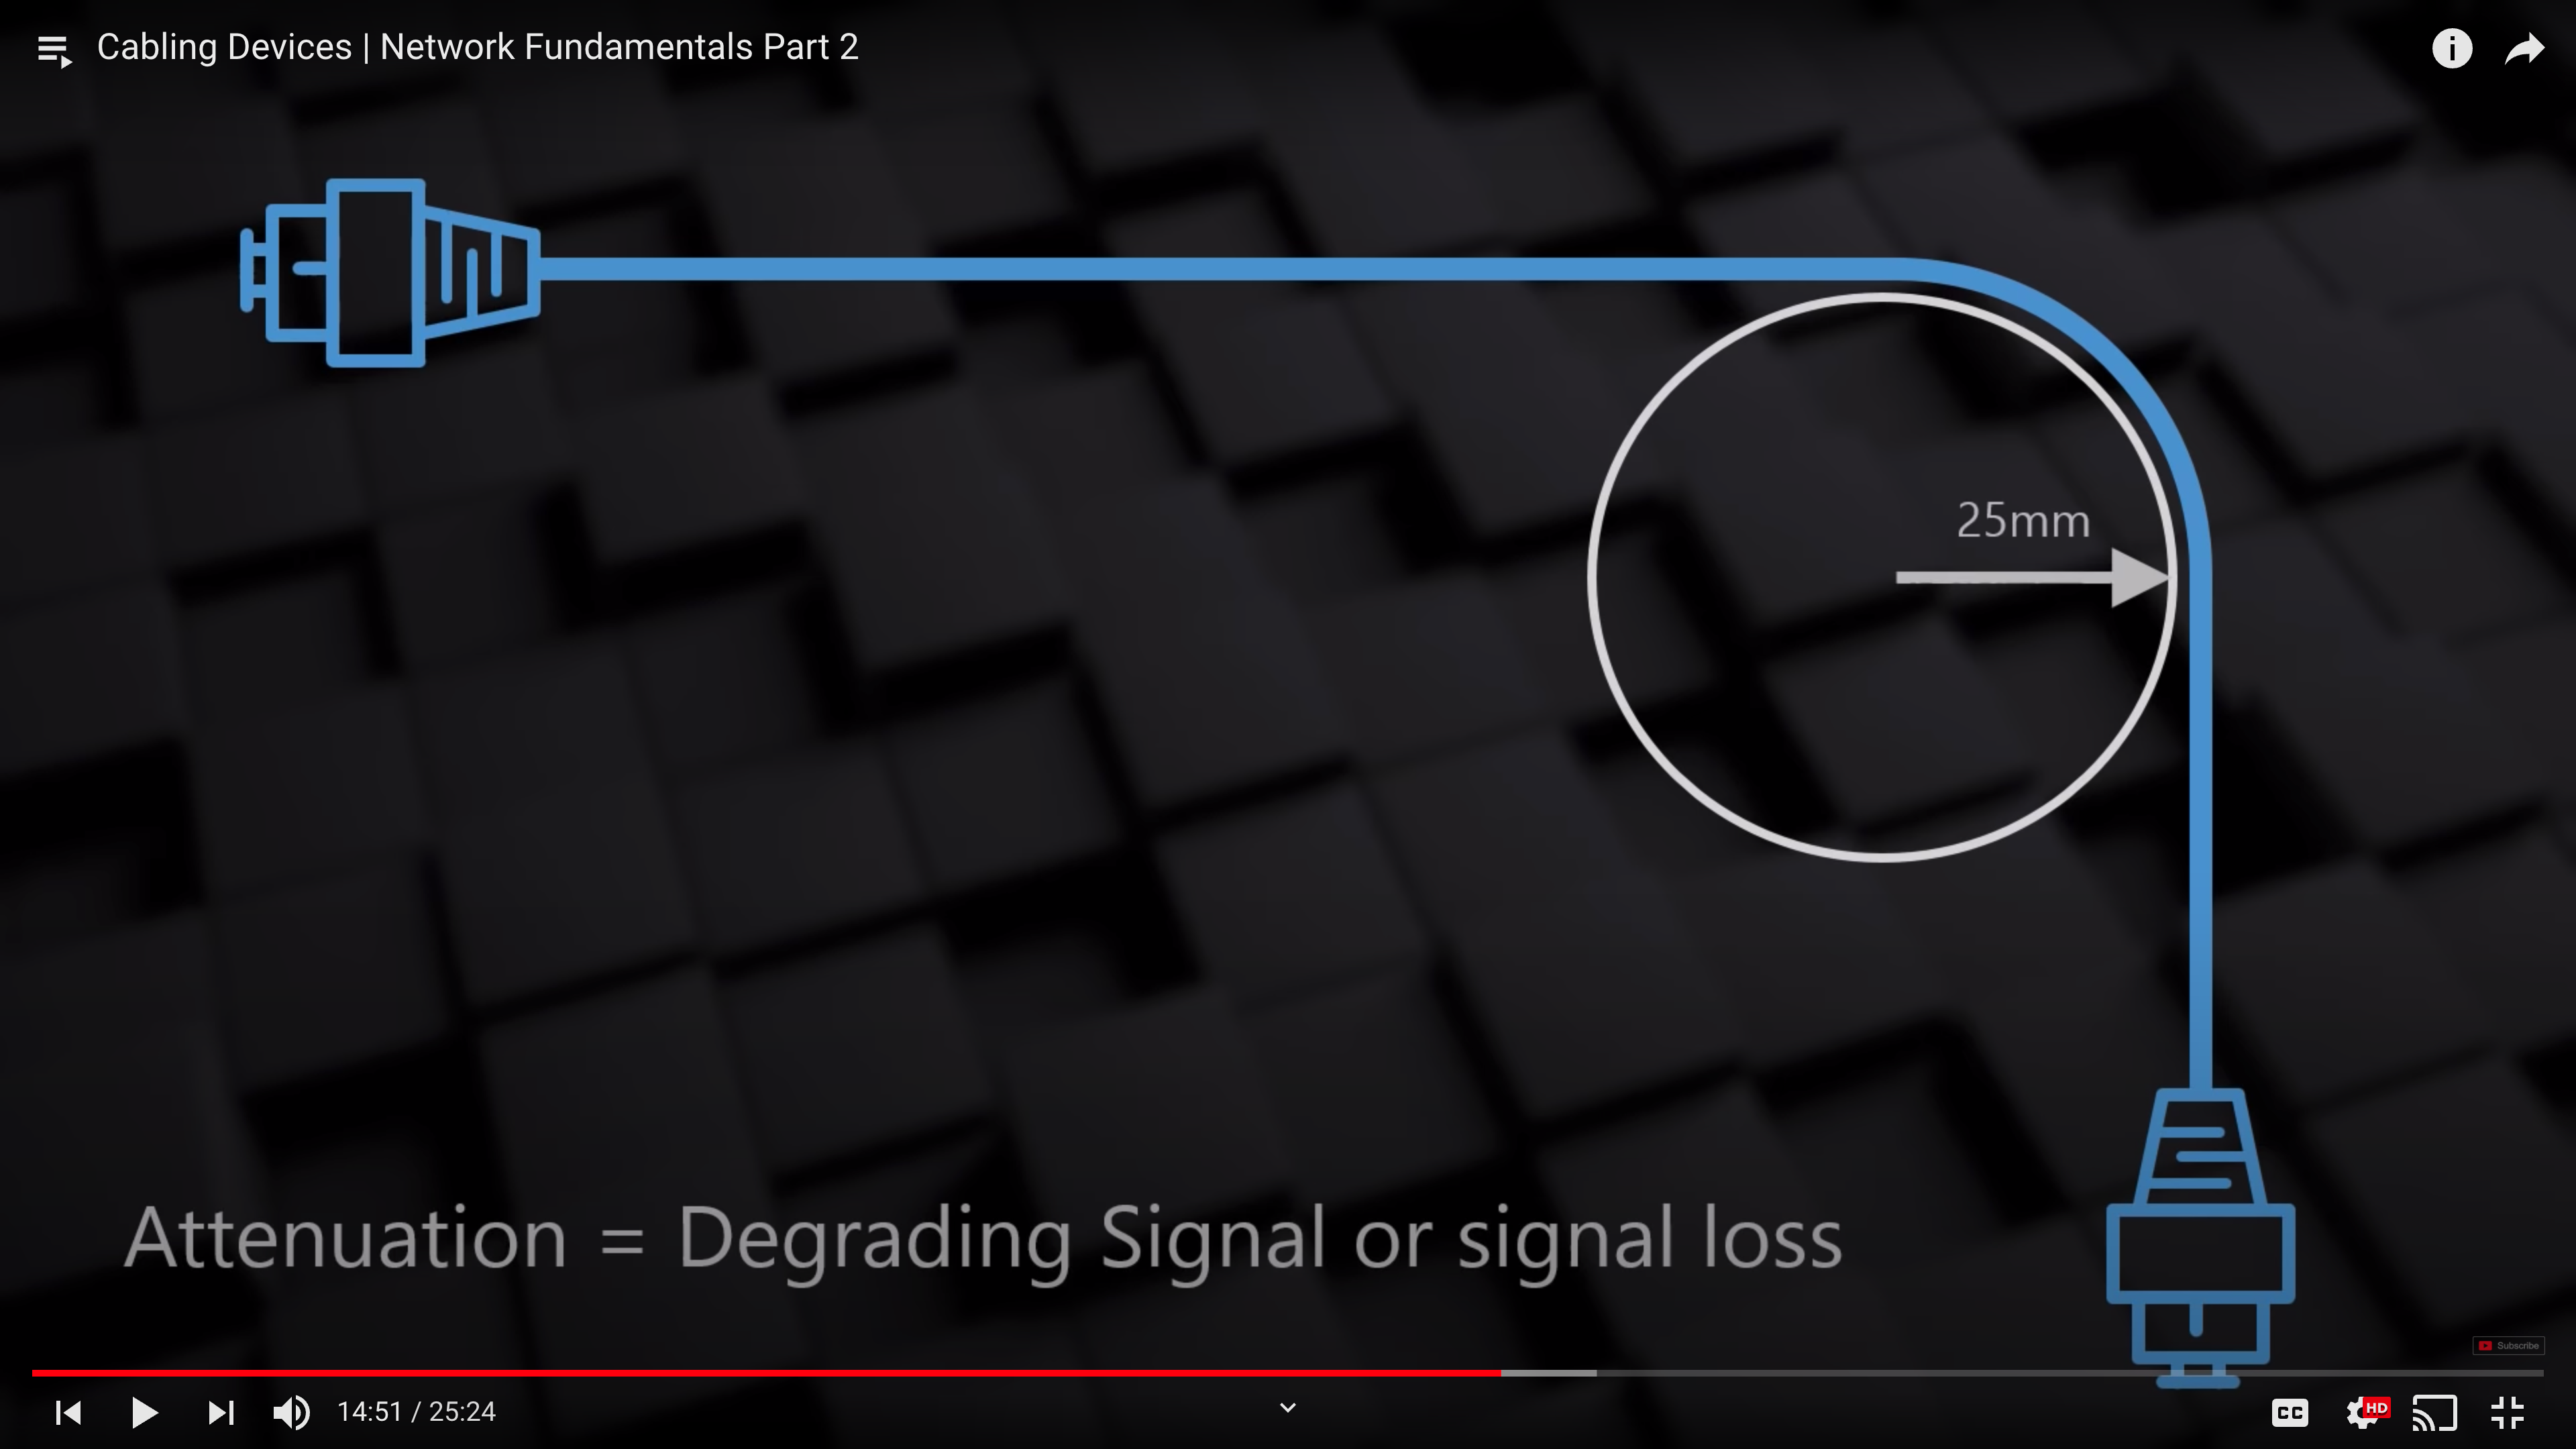 Cabling Devices | Network Fundamentals Part 2
25mm
Attenuation = Degrading Signal or signal loss
Subscribe
14:51 / 25:24
CC
HD